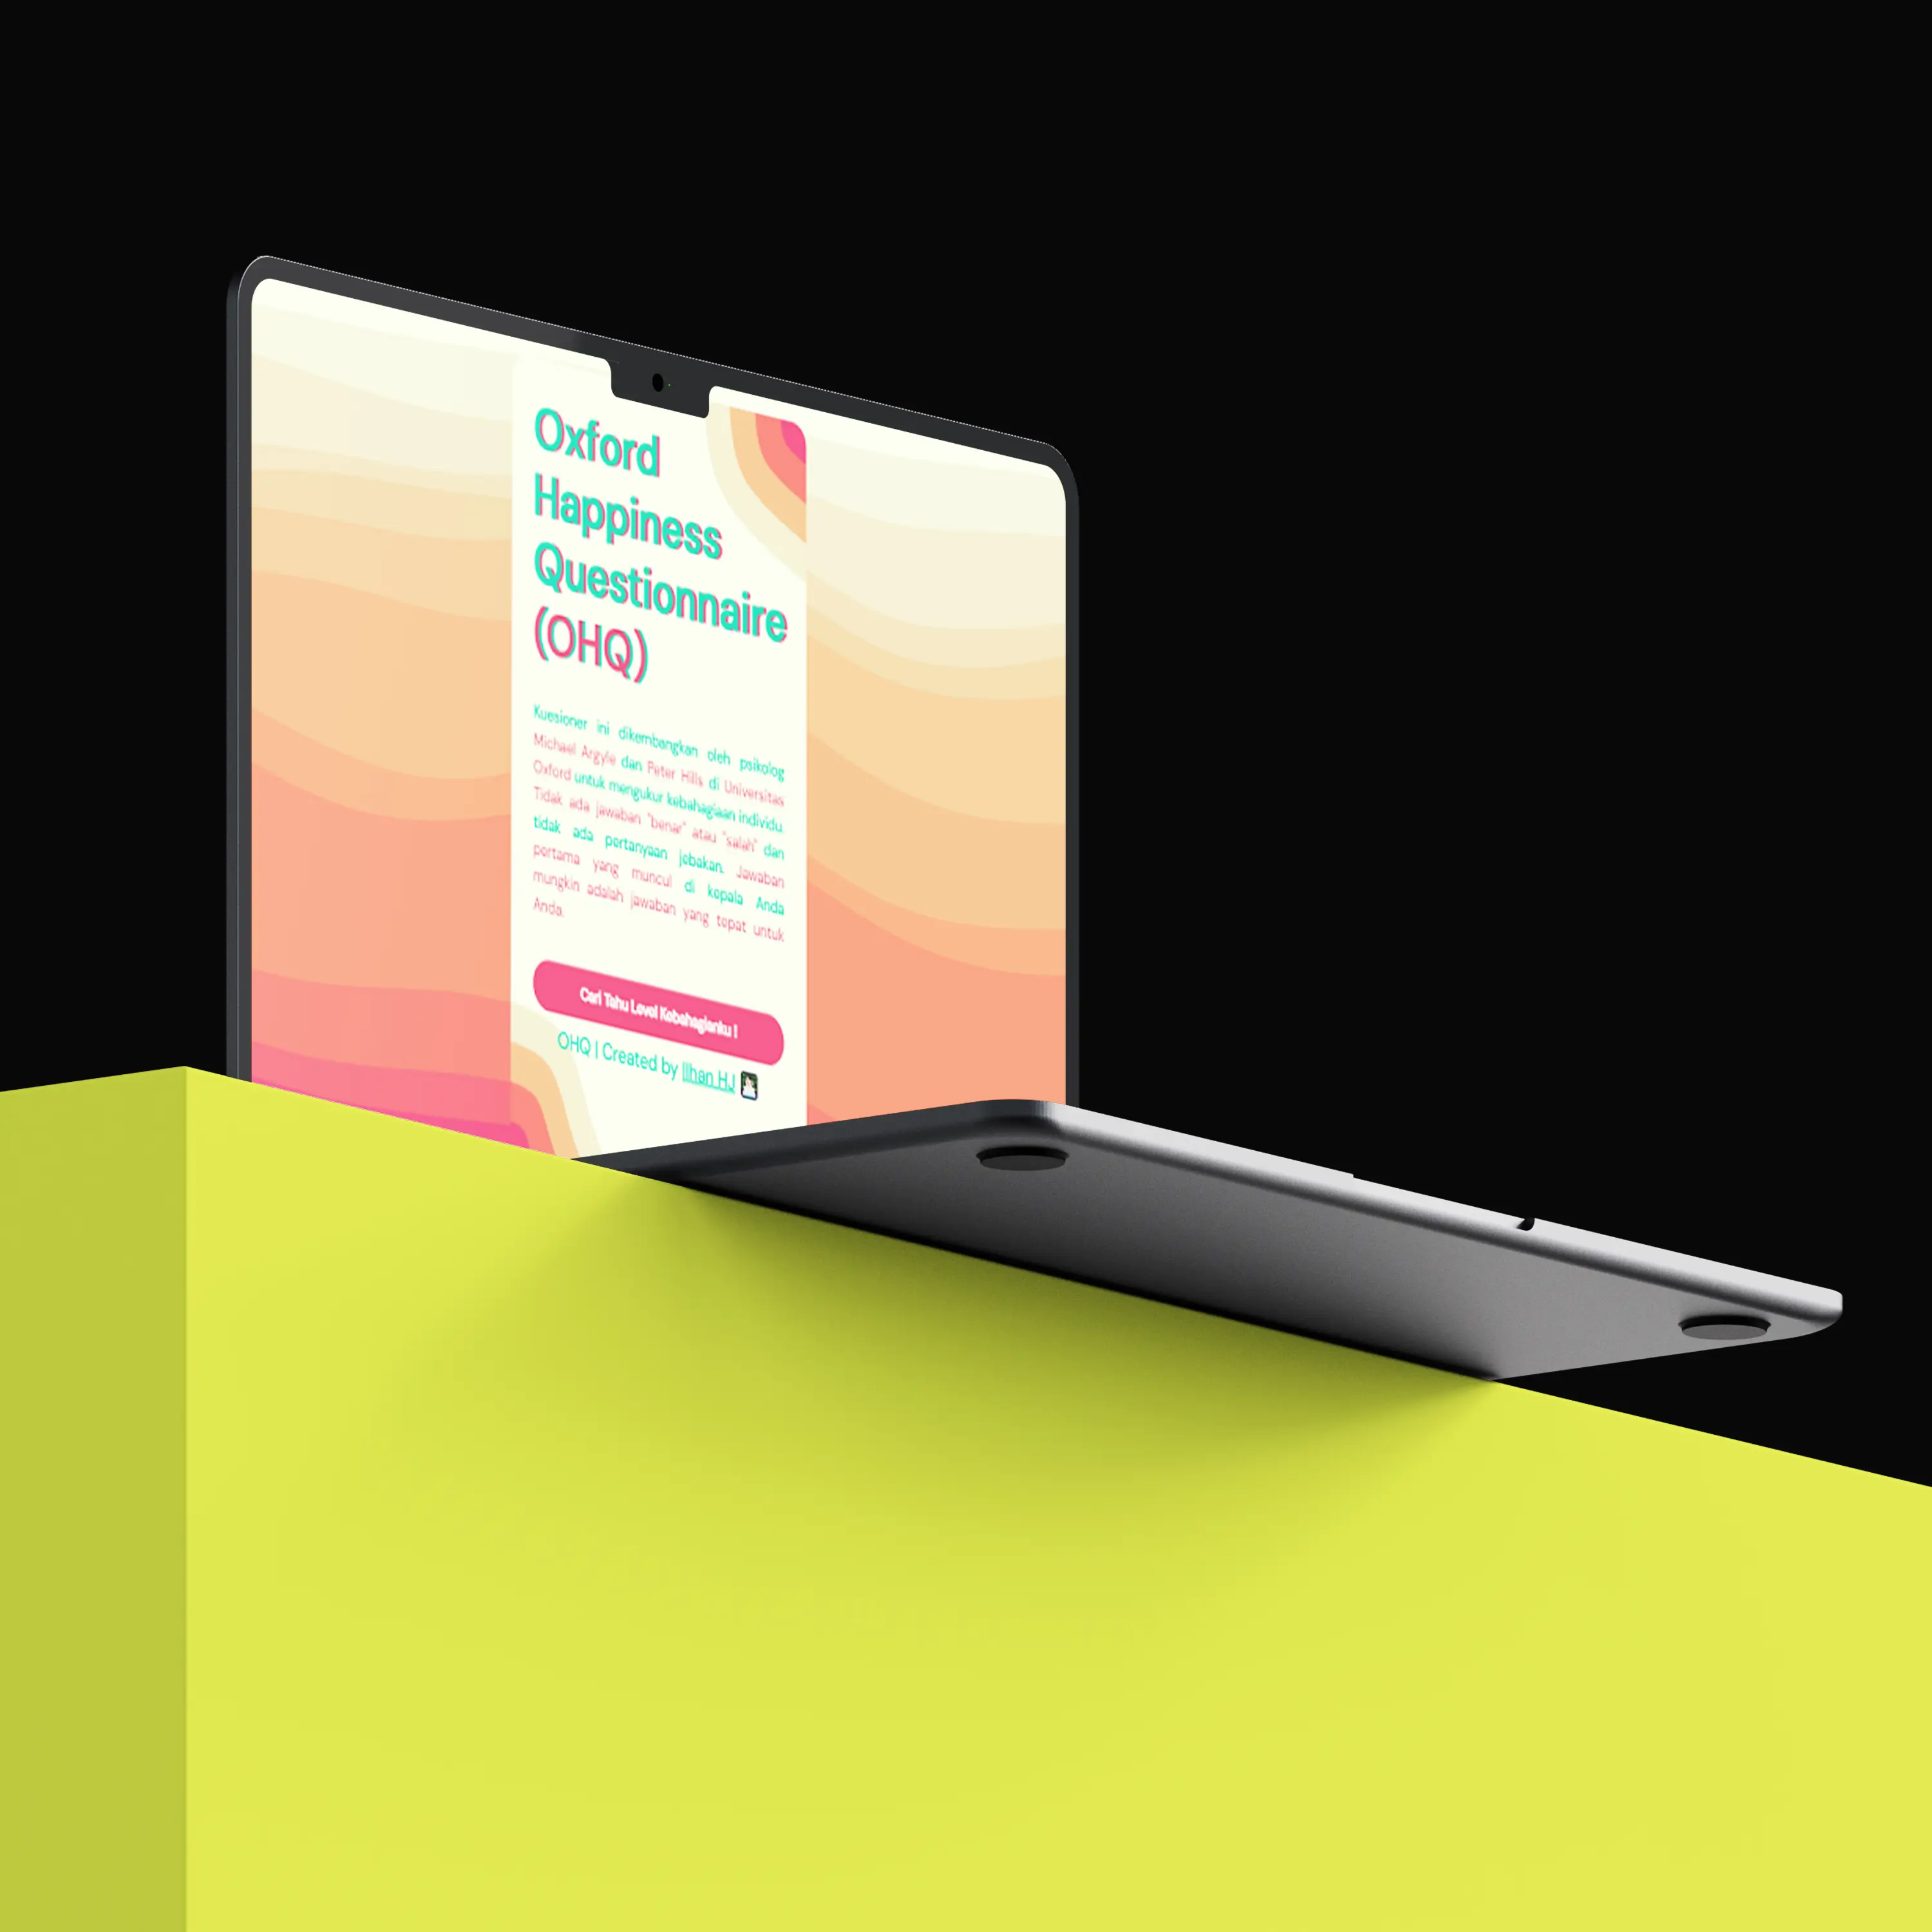 Oxford
Happiness
Questionnaire
(OHQ)
Kuesioner ini dikembangkan oleh psikolog
Michael Argyle dan Peter Hills di Universitas
Oxford untuk mengukur kebahagiaan individu.
Tidak ada jawaban "benar" atau "salah" dan
tidak ada pertanyaan jebakan. Jawaban
pertama yang muncul di kepala Anda
mungkin adalah jawaban yang tepat untuk
Anda.
Cari Tahu Level Kebahagianku !
OHQ | Created by Ilhan HJ